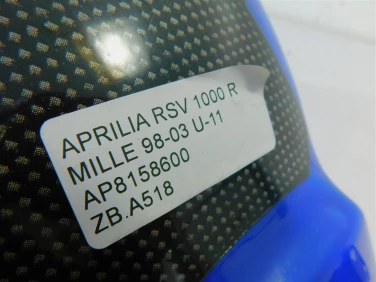 APRILIA RSV 1000 R
MILLE 98-03 U-11
AP8158600
ZB.A518